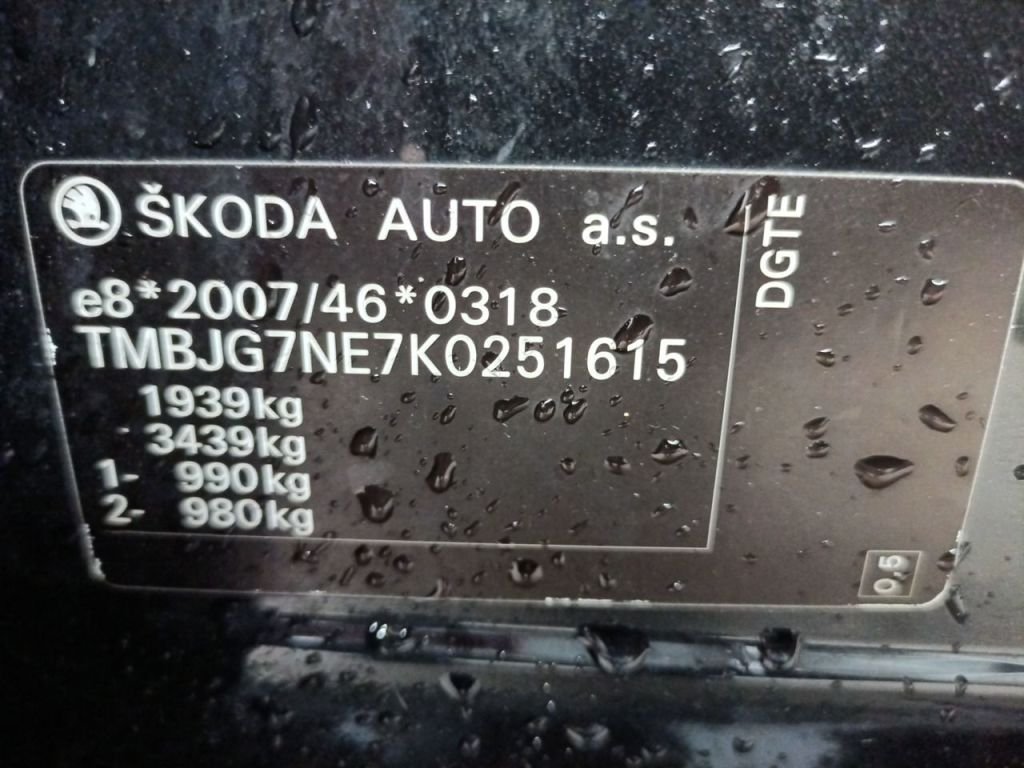 ŠKODA AUTO a.s.
e8*2007/46*0318
TMBJG7NE7K0251615
1939kg
3439kg
1- 990kg
2- 980kg
DGTE
0,5